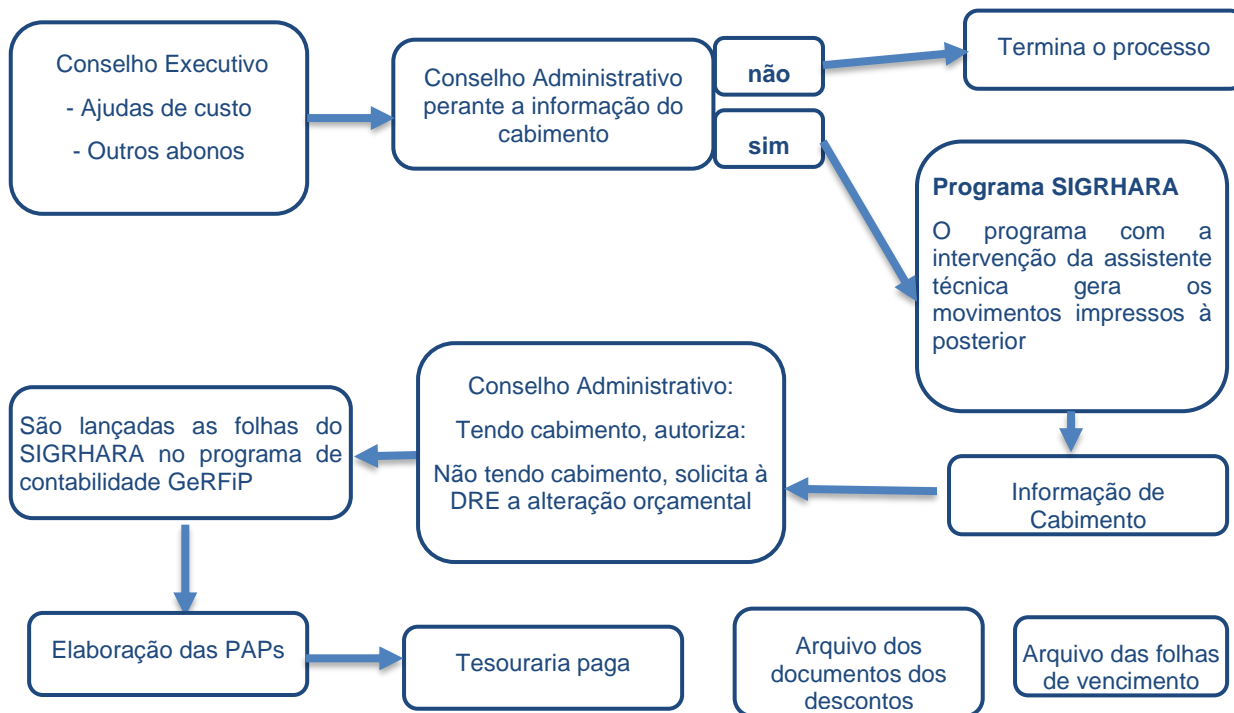 Conselho Executivo
- Ajudas de custo
- Outros abonos
Conselho Administrativo
perante a informação do
cabimento
não
sim
Termina o processo
Programa SIGRHARA
O programa com a
intervenção da assistente
técnica gera os
movimentos impressos à
posterior
Informação de
Cabimento
Conselho Administrativo:
Tendo cabimento, autoriza:
Não tendo cabimento, solicita à
DRE a alteração orçamental
São lançadas as folhas do
SIGRHARA no programa de
contabilidade GeRFiP
Elaboração das PAPs
Tesouraria paga
Arquivo dos
documentos dos
descontos
Arquivo das folhas
de vencimento